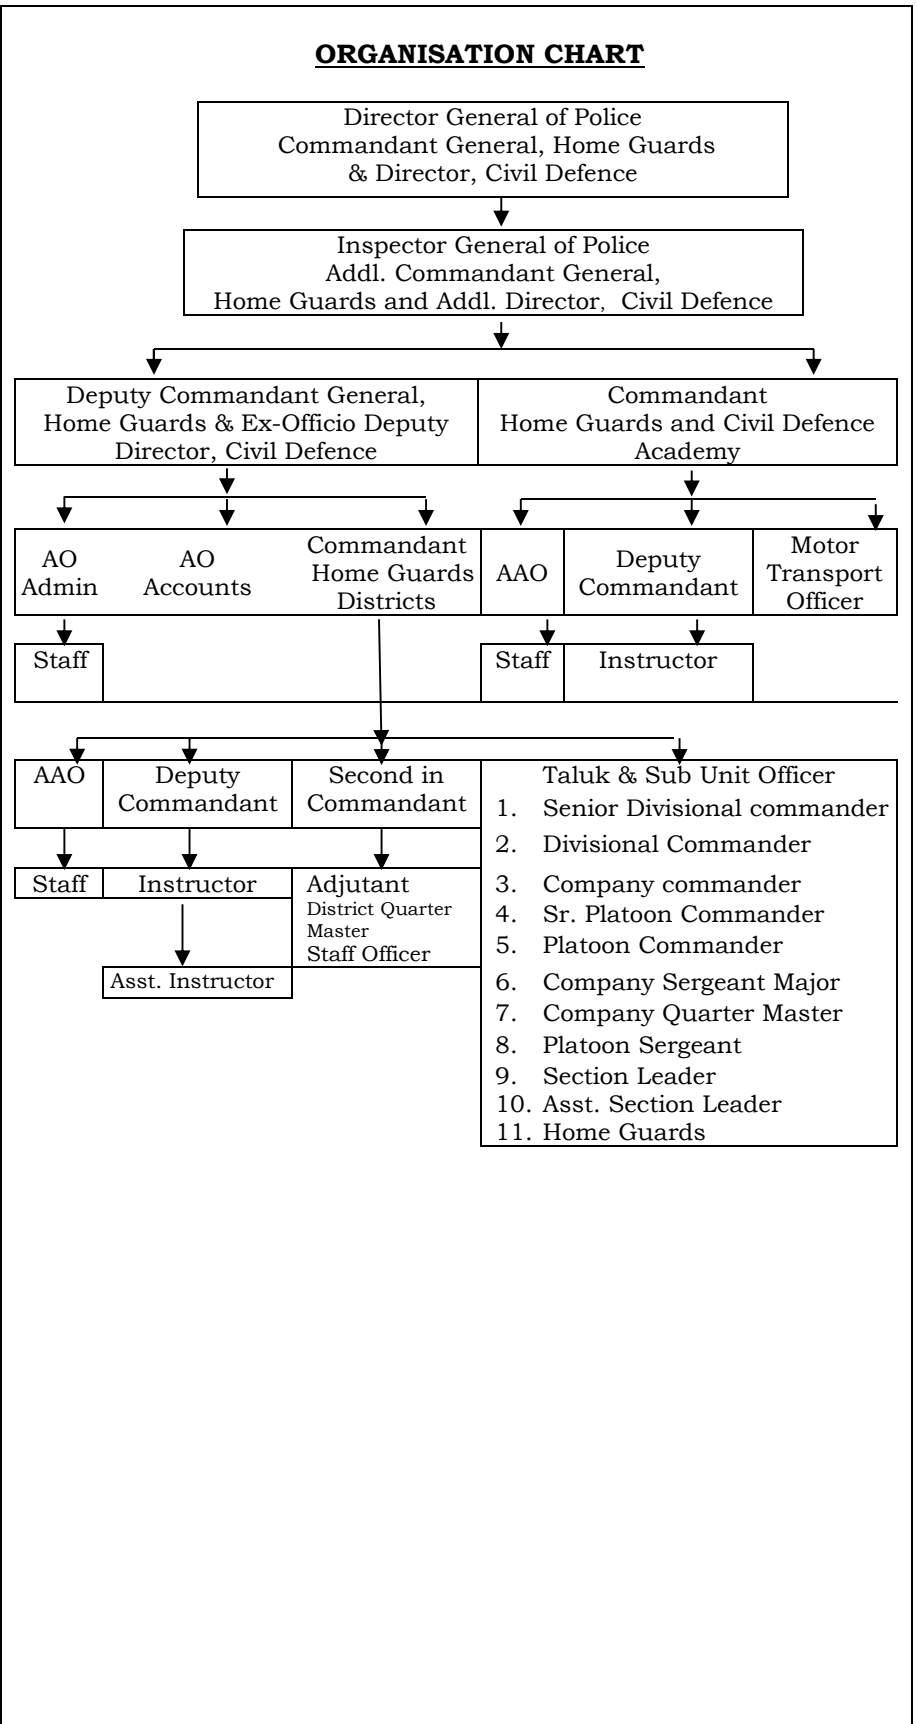 ORGANISATION CHART
Director General of Police
Commandant General, Home Guards
& Director, Civil Defence
Inspector General of Police
Addl. Commandant General,
Home Guards and Addl. Director, Civil Defence
Deputy Commandant General,
Home Guards & Ex-Officio Deputy
Director, Civil Defence
Commandant
Home Guards and Civil Defence
Academy
AO
Admin
AO
Accounts
Commandant
Home Guards
Districts
AAO
Deputy
Commandant
Motor
Transport
Officer
Staff
Staff
Instructor
AAO
Deputy
Commandant
Second in
Commandant
Staff
Instructor
Adjutant
District Quarter
Master
Staff Officer
Asst. Instructor
Taluk & Sub Unit Officer
1. Senior Divisional commander
2. Divisional Commander
3. Company commander
4. Sr. Platoon Commander
5. Platoon Commander
6. Company Sergeant Major
7. Company Quarter Master
8. Platoon Sergeant
9. Section Leader
10. Asst. Section Leader
11. Home Guards